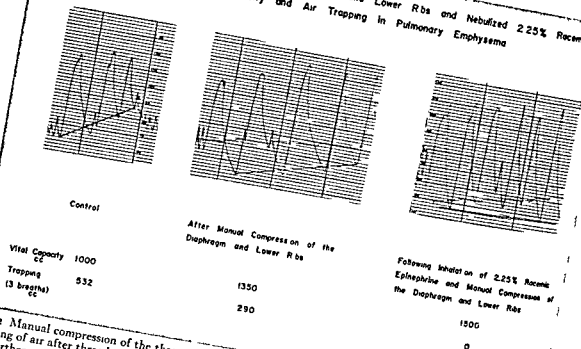 Lower Ribs and Nebulized 2.25% Racemic
and Air Trapping in Pulmonary Emphysema
Control
After Manual Compression of the
Diaphragm and Lower Ribs
Following Inhalation of 2.25% Racemic
Epinephrine and Manual Compression of
the Diaphragm and Lower Ribs
Vital Capacity cc 1000 1350 1500
Trapping (3 breaths) cc 532 290 0
Manual compression of the
ing of air after